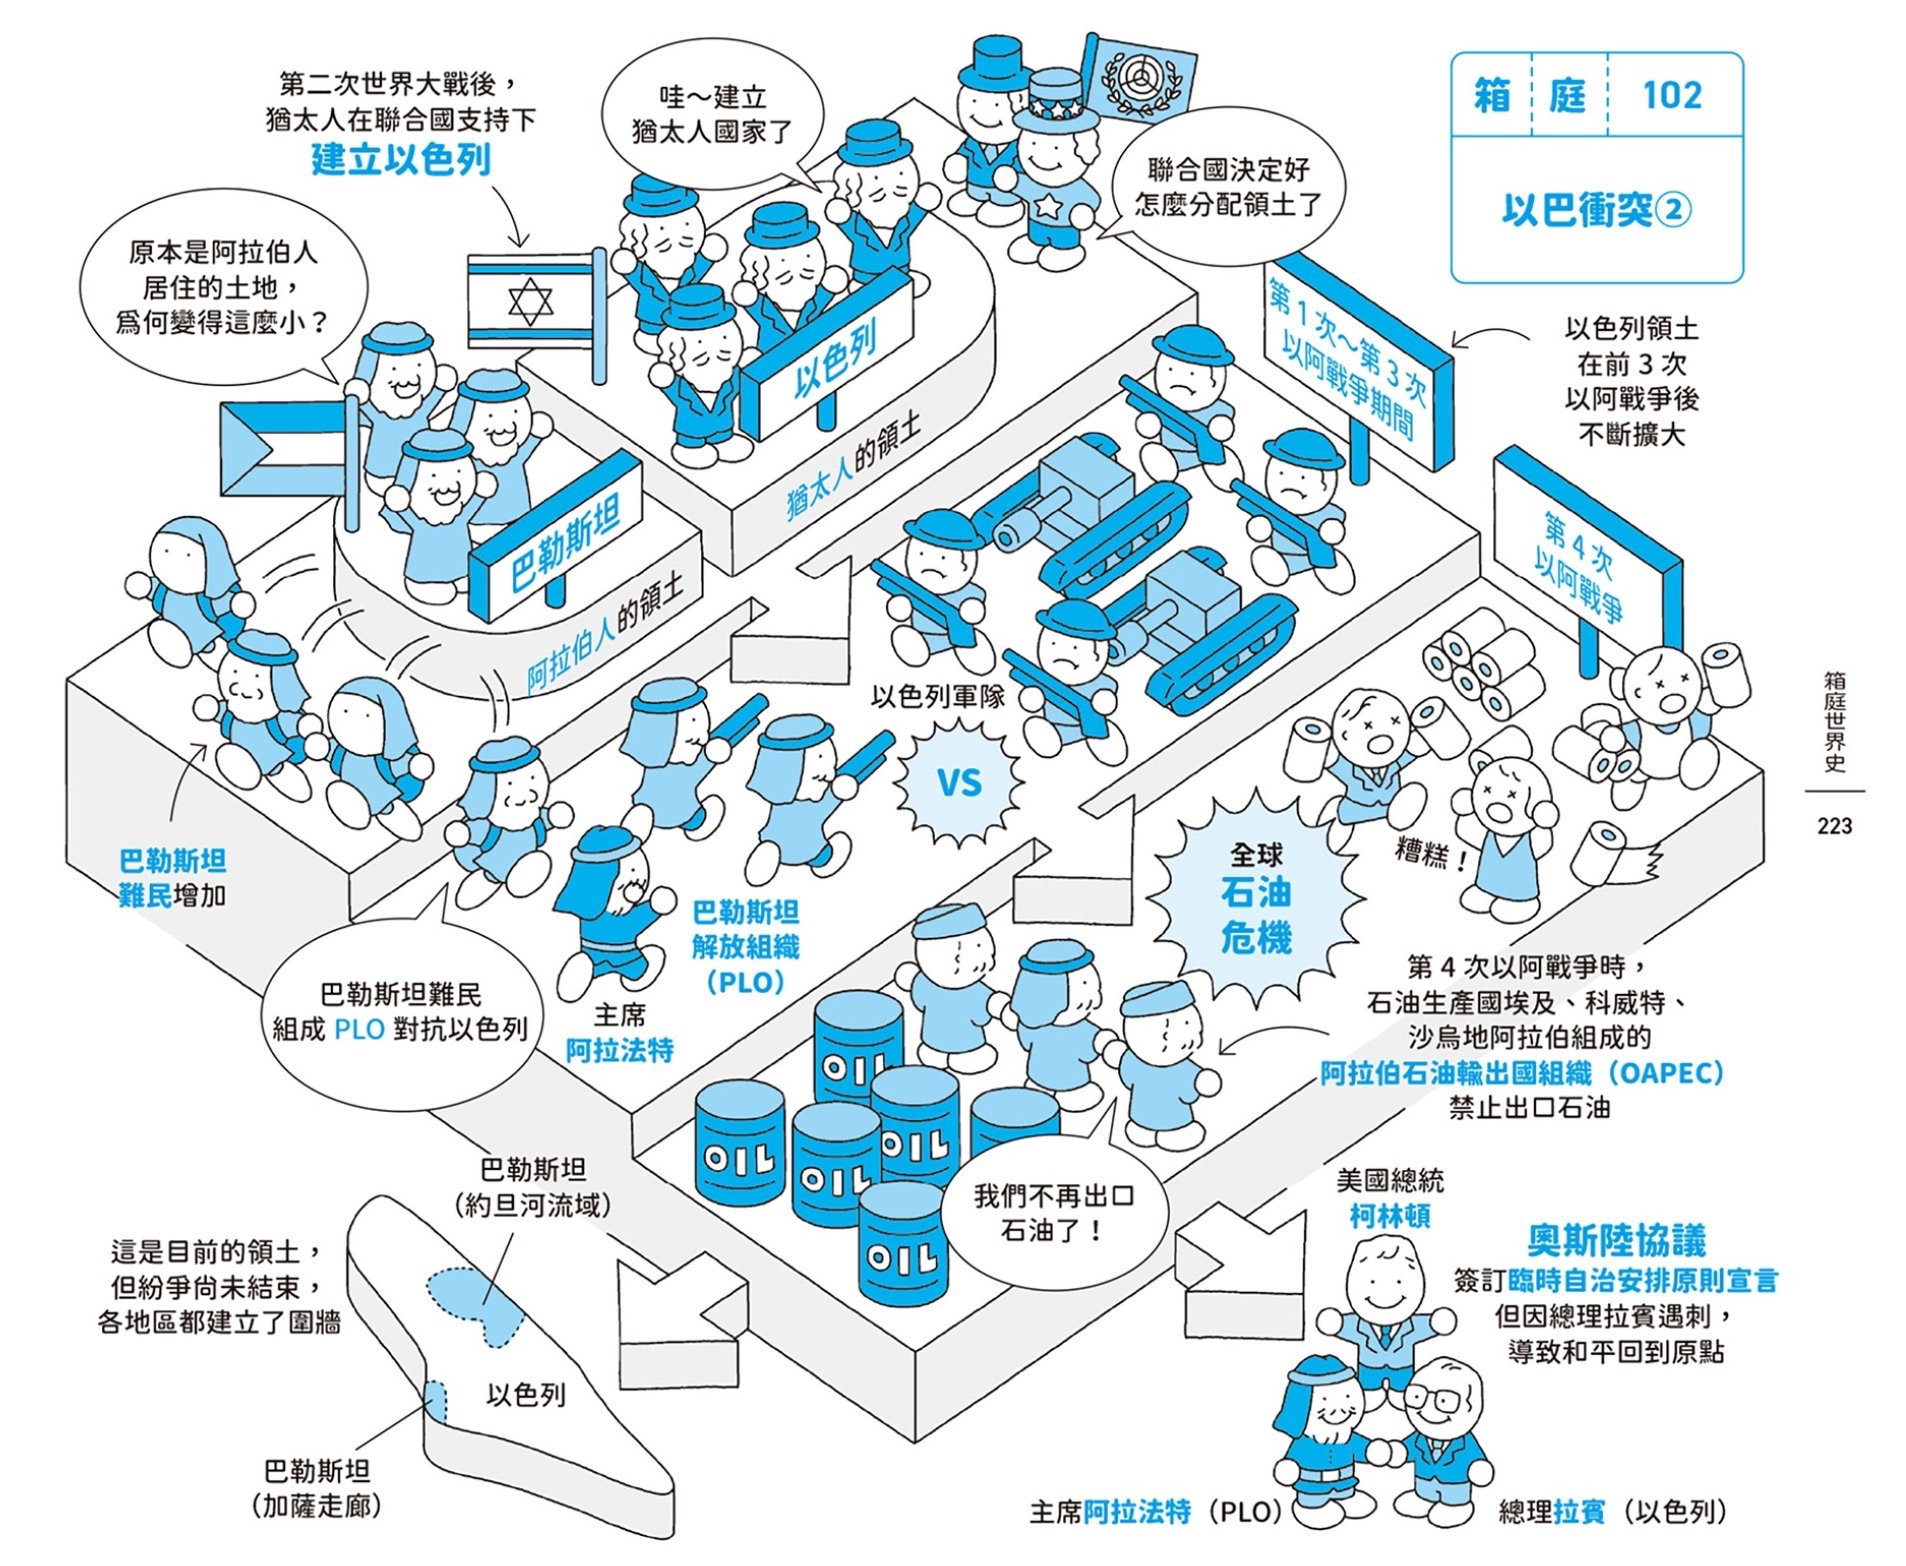 箱庭 102
以巴衝突②
第二次世界大戰後，
猶太人在聯合國支持下
建立以色列
哇～建立
猶太人國家了
聯合國決定好
怎麼分配領土了
原本是阿拉伯人
居住的土地，
爲何變得這麼小？
以色列
猶太人的領土
巴勒斯坦
阿拉伯人的領土
第1次～第3次
以阿戰爭期間
以色列領土
在前3次
以阿戰爭後
不斷擴大
第4次
以阿戰爭
以色列軍隊
VS
巴勒斯坦
難民增加
巴勒斯坦難民
組成 PLO 對抗以色列
主席
阿拉法特
巴勒斯坦
解放組織
（PLO）
全球
石油
危機
糟糕！
第4次以阿戰爭時，
石油生產國埃及、科威特、
沙烏地阿拉伯組成的
阿拉伯石油輸出國組織（OAPEC）
禁止出口石油
OIL
OIL
OIL
OIL
OIL
我們不再出口
石油了！
美國總統
柯林頓
奧斯陸協議
簽訂臨時自治安排原則宣言
但因總理拉賓遇刺，
導致和平回到原點
主席阿拉法特（PLO）
總理拉賓（以色列）
巴勒斯坦
（約旦河流域）
這是目前的領土，
但紛爭尚未結束，
各地區都建立了圍牆
以色列
巴勒斯坦
（加薩走廊）
箱庭世界史
223